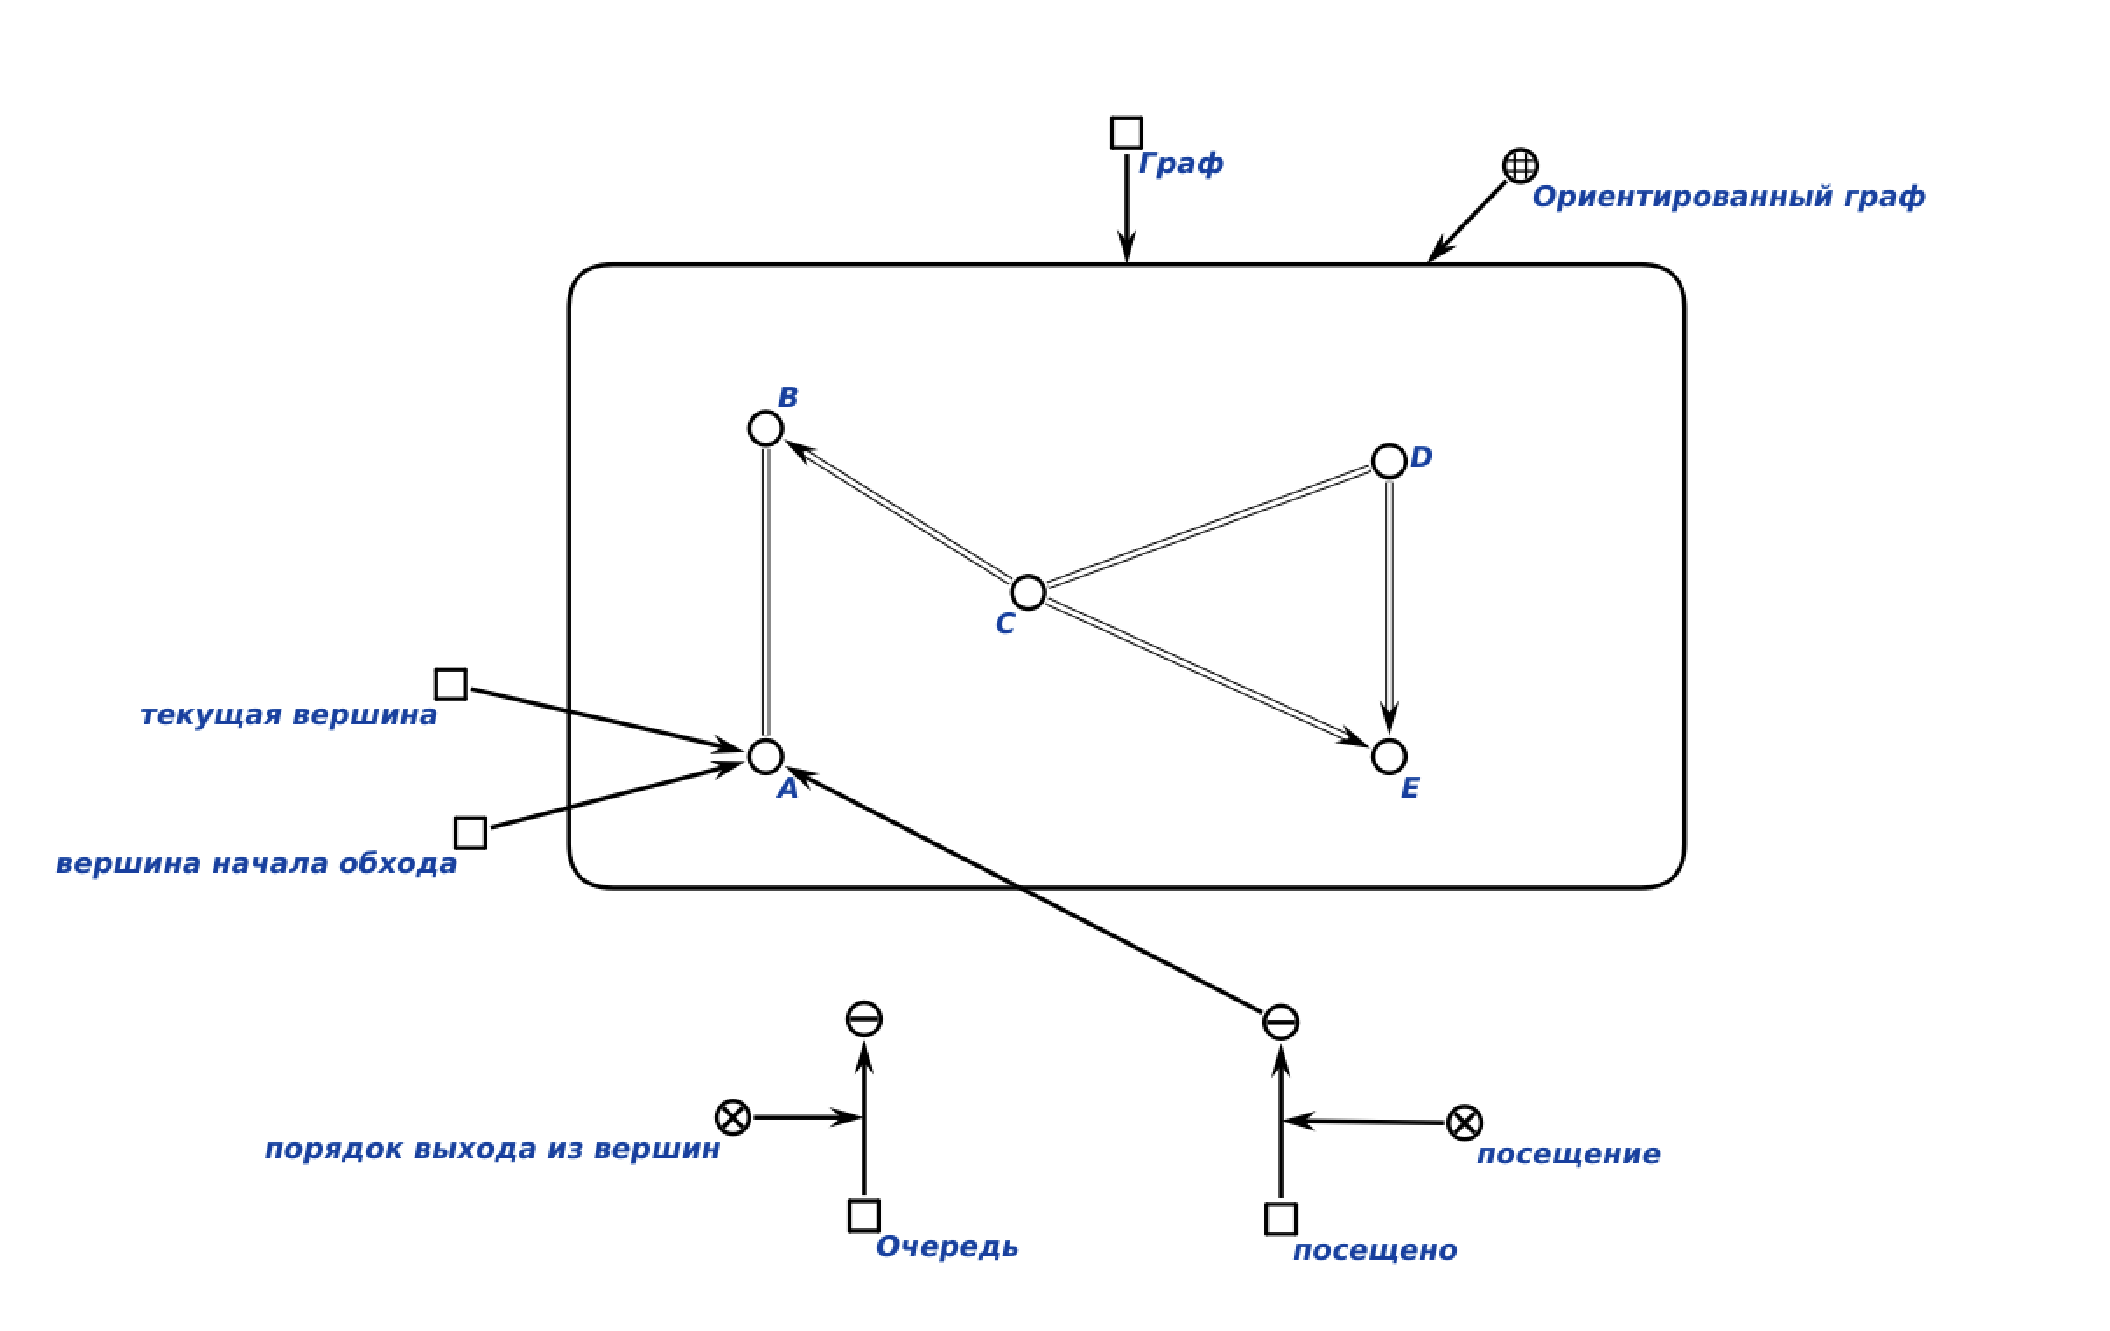 Граф
Ориентированный граф
B
D
C
текущая вершина
A
E
вершина начала обхода
порядок выхода из вершин
посещение
Очередь
посещено